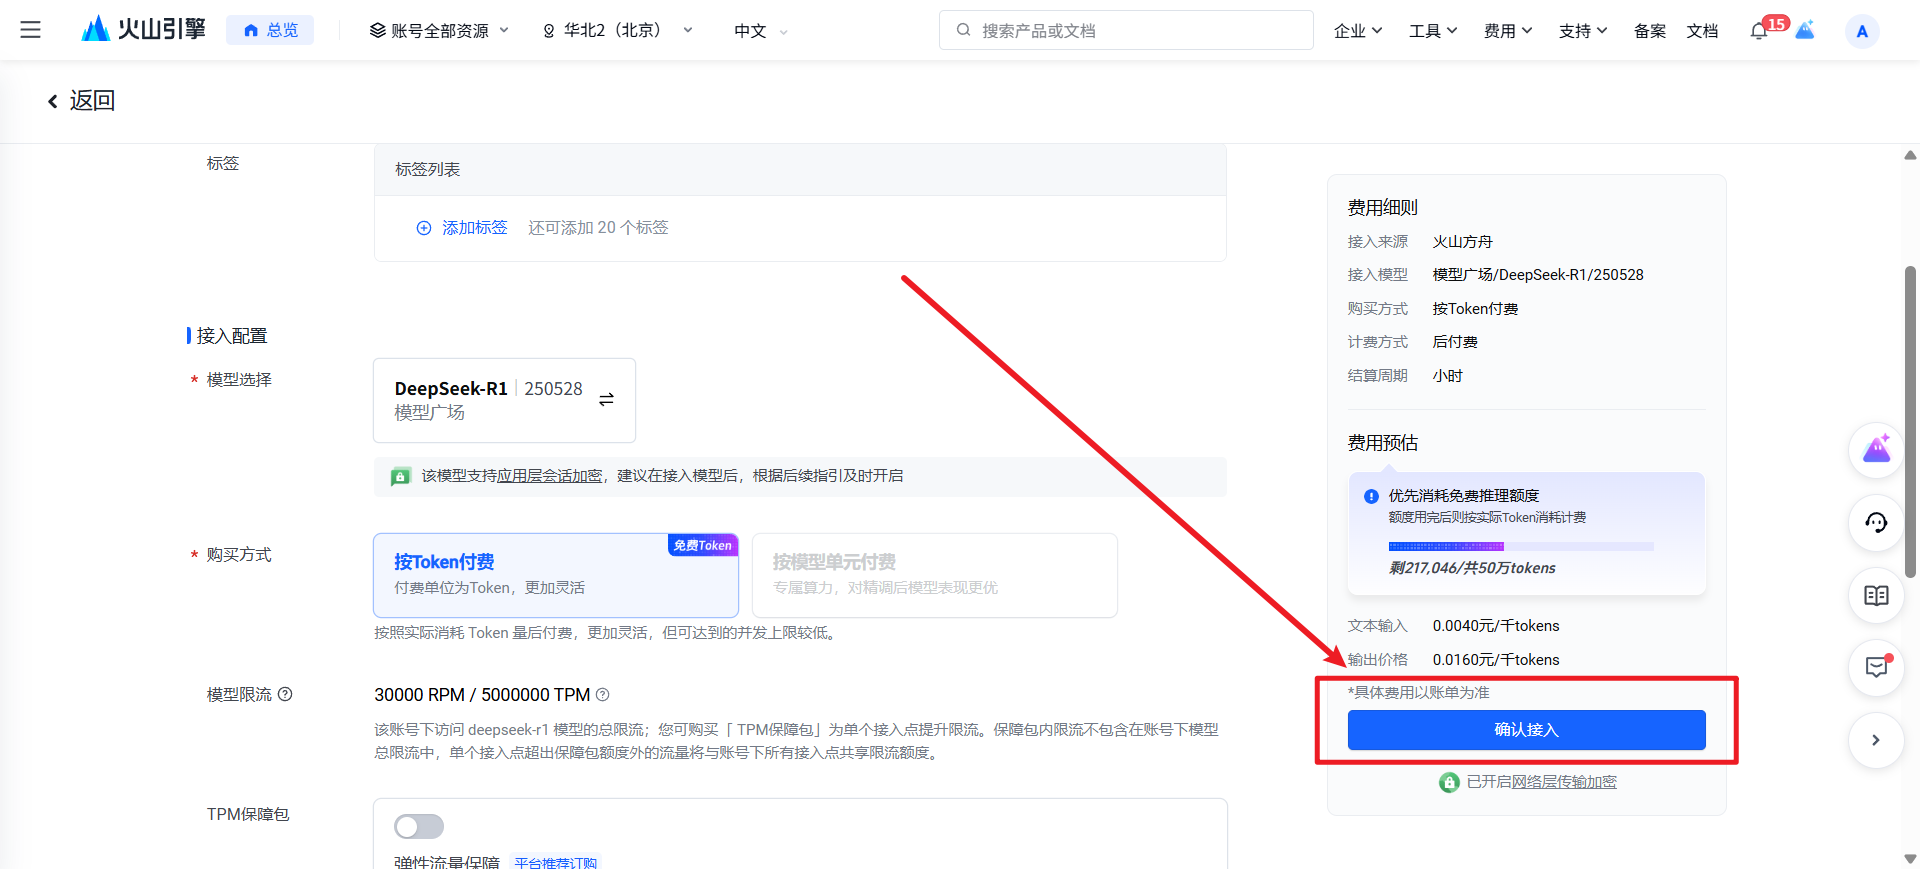 火山引擎
总览
账号全部资源
华北2（北京）
中文
搜索产品或文档
企业
工具
费用
支持
备案
文档
15
A
返回
标签
标签列表
添加标签
还可添加 20 个标签
接入配置
* 模型选择
DeepSeek-R1 250528
模型广场
该模型支持应用层会话加密，建议在接入模型后，根据后续指引及时开启
* 购买方式
按Token付费
免费Token
付费单位为Token，更加灵活
按模型单元付费
专属算力，对精调后模型表现更优
按照实际消耗 Token 量后付费，更加灵活，但可达到的并发上限较低。
模型限流
30000 RPM / 5000000 TPM
该账号下访问 deepseek-r1 模型的总限流；您可购买「 TPM保障包」为单个接入点提升限流。保障包内限流不包含在账号下模型
总限流中，单个接入点超出保障包额度外的流量将与账号下所有接入点共享限流额度。
TPM保障包
弹性流量保障
平台推荐订购
费用细则
接入来源 火山方舟
接入模型 模型广场/DeepSeek-R1/250528
购买方式 按Token付费
计费方式 后付费
结算周期 小时
费用预估
优先消耗免费推理额度
额度用完后则按实际Token消耗计费
剩217,046/共50万tokens
文本输入 0.0040元/千tokens
输出价格 0.0160元/千tokens
*具体费用以账单为准
确认接入
已开启网络层传输加密